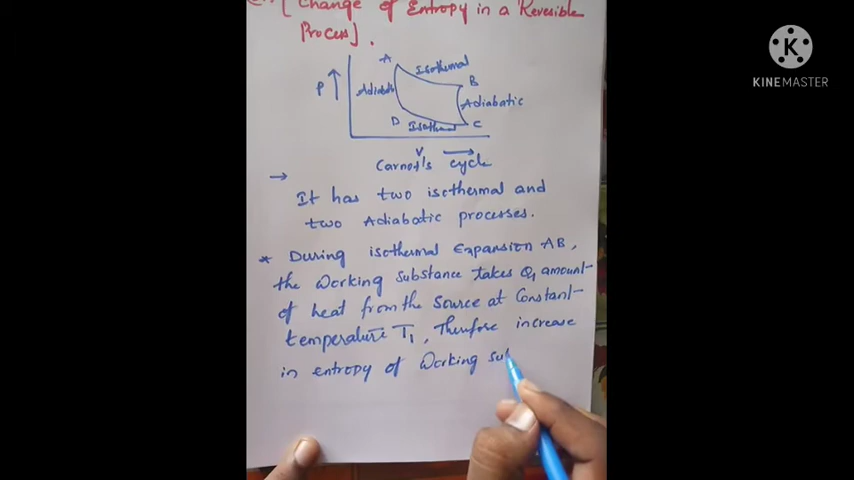 [Change of Entropy in a Revesible
Process].
A
Isothermal
P
Adiabatic
B
Adiabatic
D
Isothermal
C
V
Carnot's cycle
It has two isothermal and
two Adiabatic processes.
* During isothermal Expansion AB,
the Working Substance takes Q1 amount
of heat from the source at Constant
temperature T1, Therefore increase
in entropy of Working sub
K
KINEMASTER